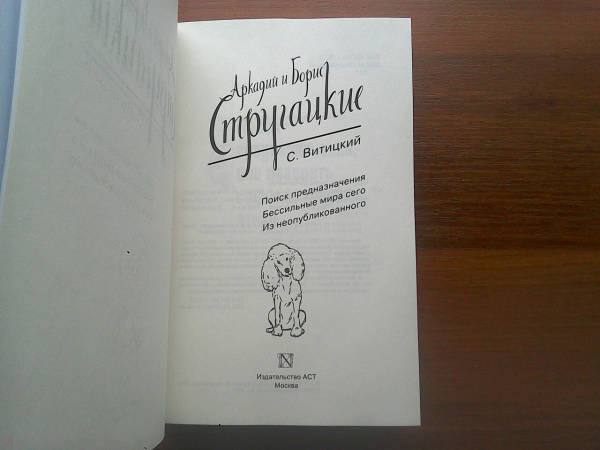 Аркадий и Борис
Стругацкие
С. Витицкий
Поиск предназначения
Бессильные мира сего
Из неопубликованного
Издательство АСТ
Москва